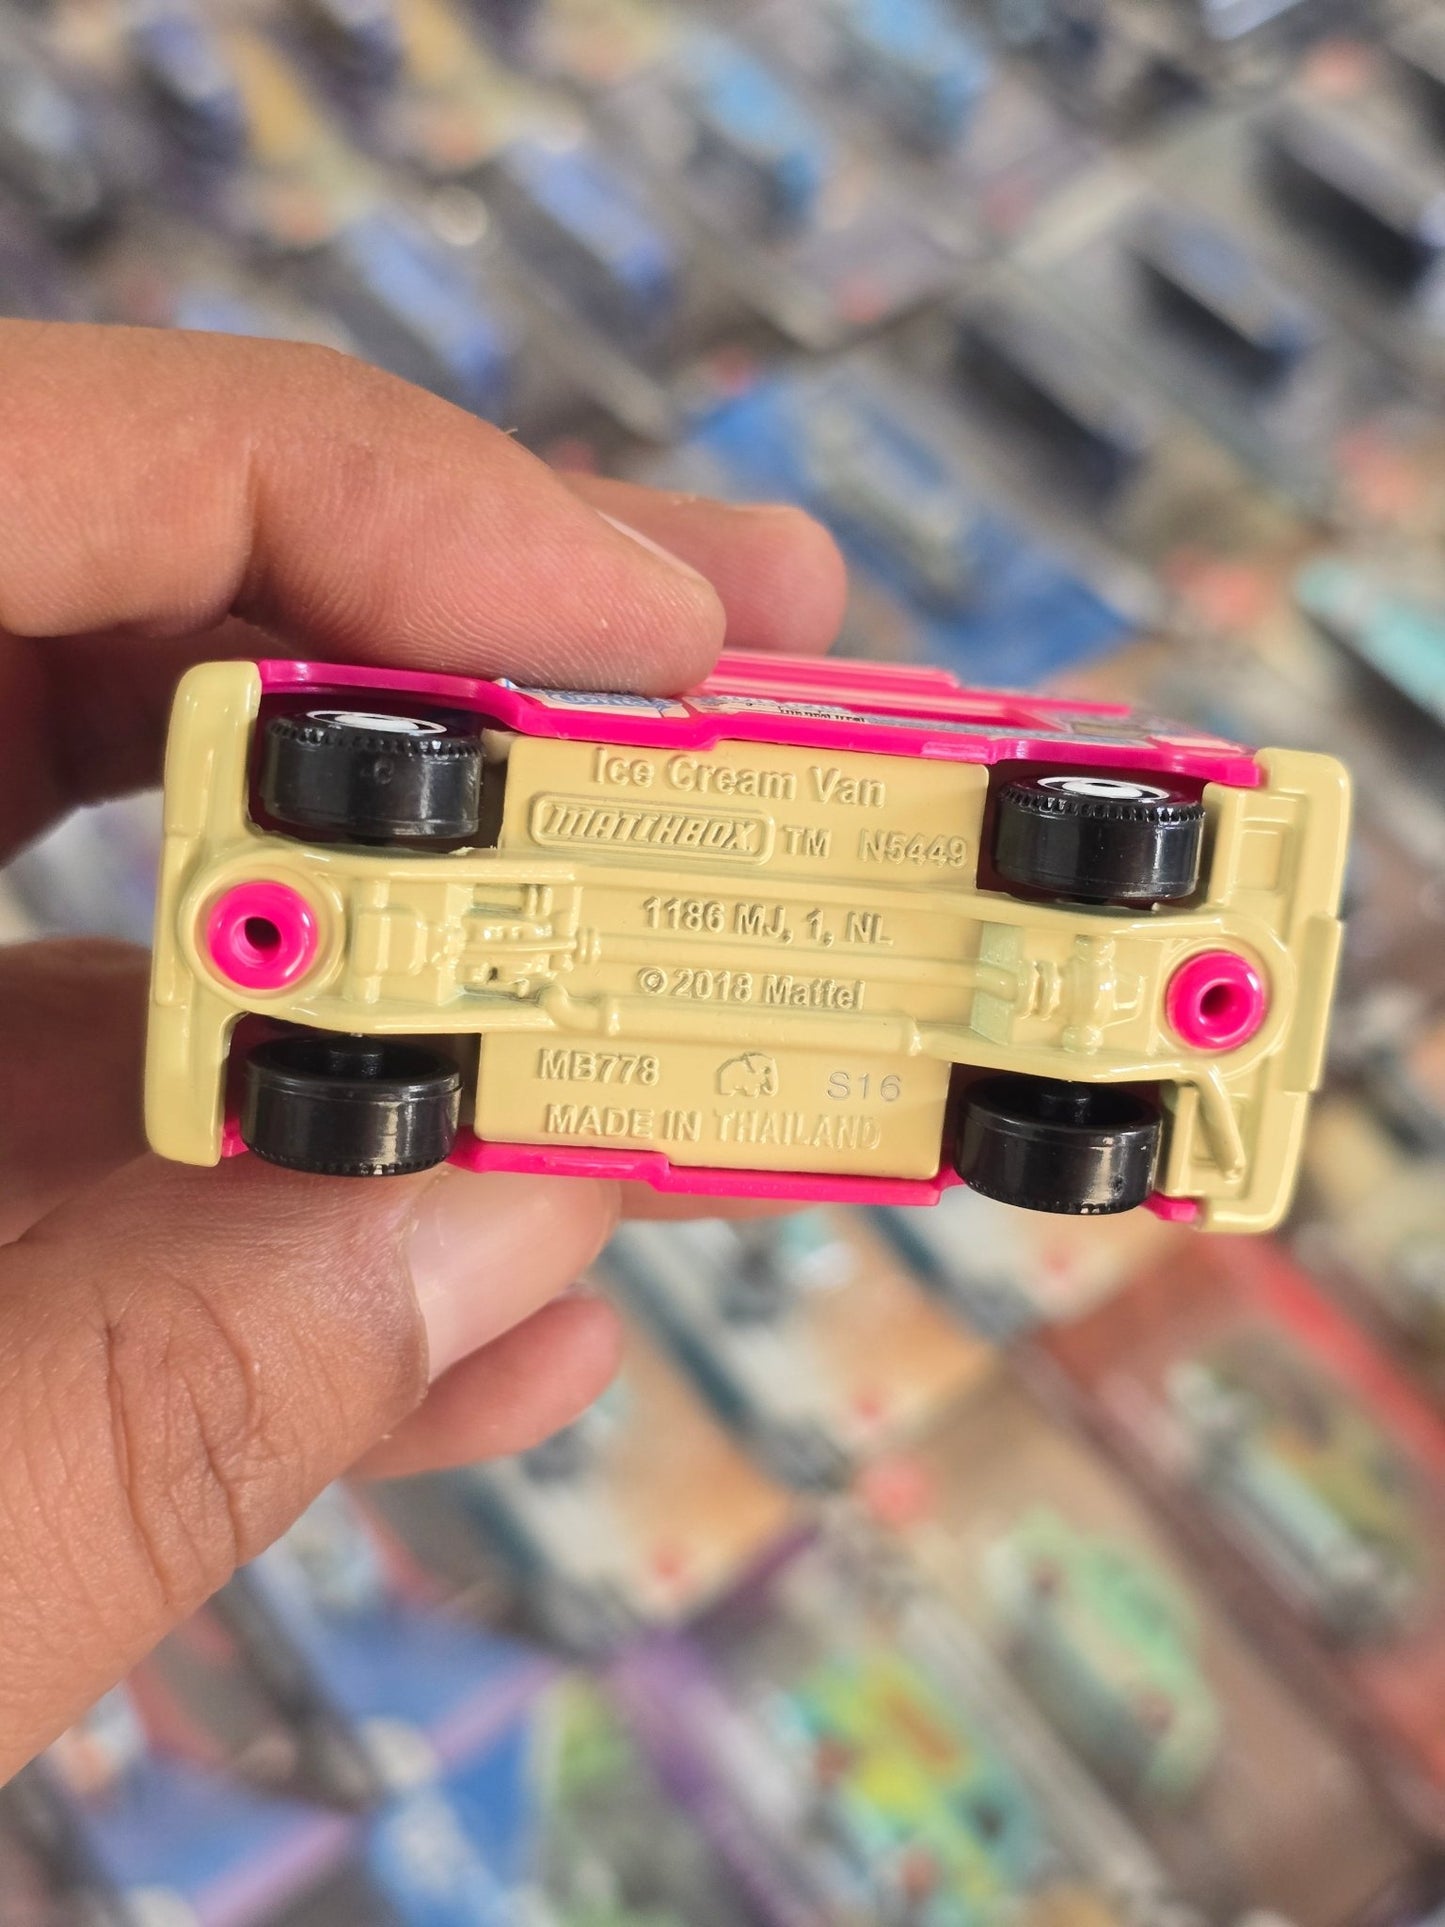 Ice Cream Van
MATCHBOX TM N5449
1186 MJ, 1, NL
© 2018 Mattel
MB778 S16
MADE IN THAILAND